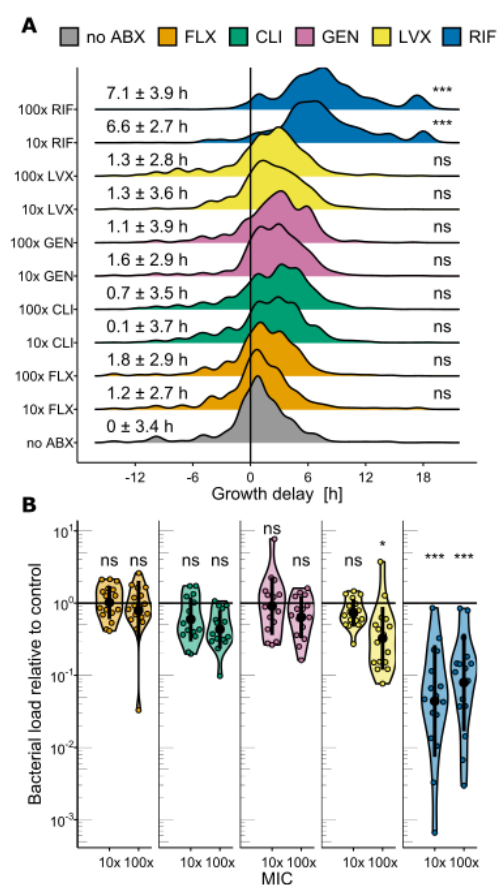 A
no ABX FLX CLI GEN LVX RIF
100x RIF 7.1 ± 3.9 h ***
10x RIF 6.6 ± 2.7 h ***
100x LVX 1.3 ± 2.8 h ns
10x LVX 1.3 ± 3.6 h ns
100x GEN 1.1 ± 3.9 h ns
10x GEN 1.6 ± 2.9 h ns
100x CLI 0.7 ± 3.5 h ns
10x CLI 0.1 ± 3.7 h ns
100x FLX 1.8 ± 2.9 h ns
10x FLX 1.2 ± 2.7 h ns
no ABX 0 ± 3.4 h
-12 -6 0 6 12 18
Growth delay [h]
B
Bacterial load relative to control
10^1
10^0
10^-1
10^-2
10^-3
ns ns ns ns ns ns ns * *** ***
10x 100x 10x 100x 10x 100x 10x 100x 10x 100x
MIC